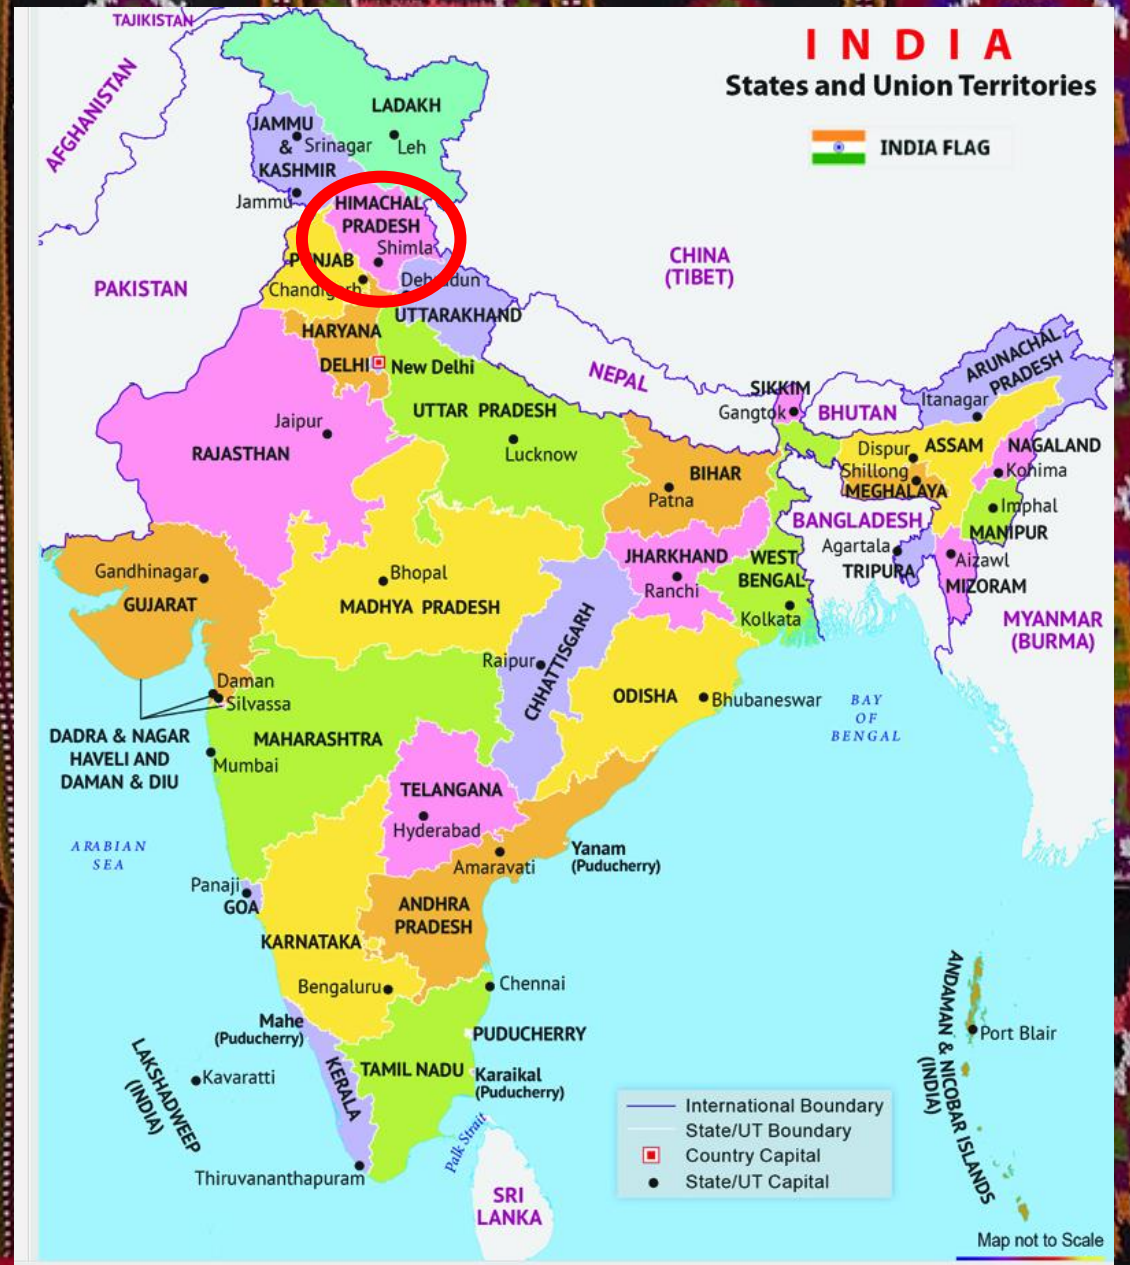 INDIA
States and Union Territories
INDIA FLAG
TAJIKISTAN
AFGHANISTAN
LADAKH
Leh
JAMMU
&
KASHMIR
Srinagar
Jammu
HIMACHAL
PRADESH
Shimla
PUNJAB
Chandigarh
Dehradun
UTTARAKHAND
CHINA
(TIBET)
PAKISTAN
HARYANA
DELHI
New Delhi
NEPAL
UTTAR PRADESH
Lucknow
Jaipur
RAJASTHAN
SIKKIM
Gangtok
BHUTAN
ARUNACHAL
PRADESH
Itanagar
Dispur
ASSAM
NAGALAND
Kohima
Shillong
MEGHALAYA
BIHAR
Patna
Imphal
MANIPUR
BANGLADESH
Agartala
TRIPURA
Aizawl
MIZORAM
MYANMAR
(BURMA)
JHARKHAND
Ranchi
WEST
BENGAL
Kolkata
Gandhinagar
GUJARAT
Bhopal
MADHYA PRADESH
CHHATTISGARH
Raipur
ODISHA
Bhubaneswar
BAY
OF
BENGAL
Daman
Silvassa
DADRA & NAGAR
HAVELI AND
DAMAN & DIU
MAHARASHTRA
Mumbai
TELANGANA
Hyderabad
ARABIAN
SEA
Amaravati
Yanam
(Puducherry)
Panaji
GOA
ANDHRA
PRADESH
KARNATAKA
Bengaluru
Chennai
Mahe
(Puducherry)
PUDUCHERRY
KERALA
TAMIL NADU
Karaikal
(Puducherry)
LAKSHADWEEP
(INDIA)
Kavaratti
Thiruvananthapuram
Palk Strait
SRI
LANKA
ANDAMAN & NICOBAR ISLANDS
(INDIA)
Port Blair
International Boundary
State/UT Boundary
Country Capital
State/UT Capital
Map not to Scale